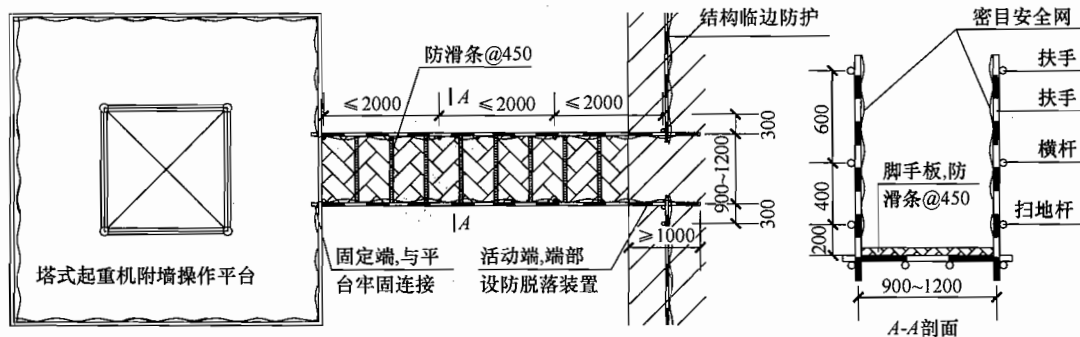 结构临边防护
防滑条@450
≤2000
A
≤2000
≤2000
300
900~1200
300
A
≥1000
固定端,与平
台牢固连接
活动端,端部
设防脱落装置
塔式起重机附墙操作平台
密目安全网
扶手
扶手
横杆
扫地杆
脚手板,防
滑条@450
600
400
200
900~1200
A-A剖面